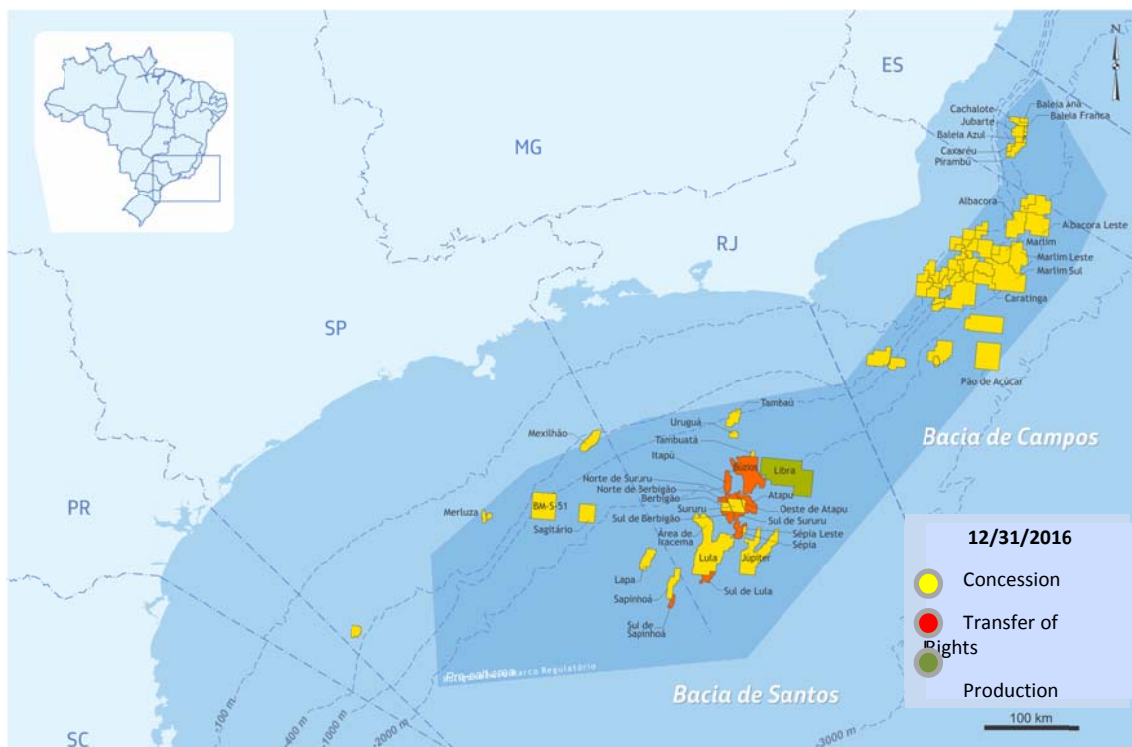 N
ES
Cachalote
Baleia anã
Jubarte
Baleia Franca
Baleia Azul
Caxaréu
Pirambú
MG
Albacora
Albacora Leste
Marlim
RJ
Marlim Leste
Marlim Sul
Caratinga
SP
Pão de Açúcar
Tambaú
Uruguá
Bacia de Campos
Mexilhão
Tambuatá
Itapú
Búzios
Libra
Norte de Sururu
Norte de Berbigão
Berbigão
Atapu
PR
Merluza
BM-S-51
Sururu
Oeste de Atapu
Sagitário
Sul de Berbigão
Sul de Sururu
Área de
Iracema
Sépia Leste
Sépia
Lula
Júpiter
Lapa
Sul de Lula
Sapinhoá
Sul de
Sapinhoá
Marco Regulatório
Bacia de Santos
SC
-100 m
-400 m
-1000 m
-2000 m
-3000 m
12/31/2016
Concession
Transfer of
Rights
Production
100 km